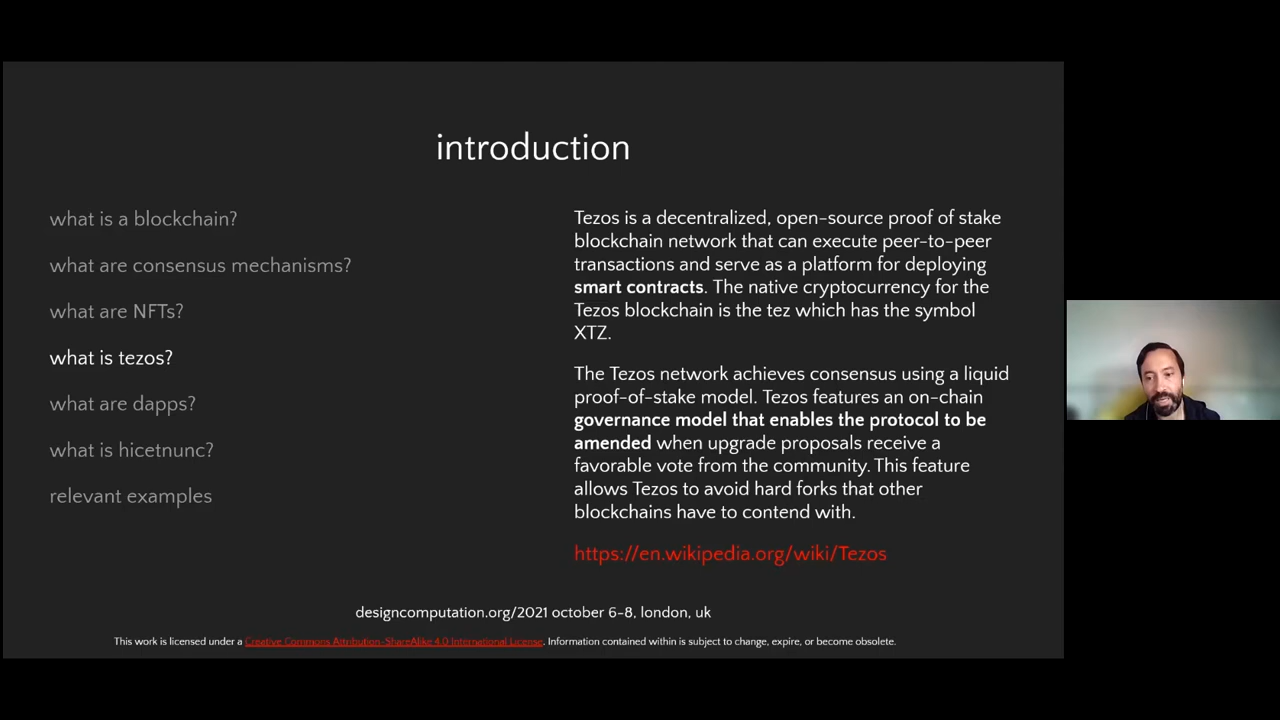 introduction
what is a blockchain?
what are consensus mechanisms?
what are NFTs?
what is tezos?
what are dapps?
what is hicetnunc?
relevant examples
Tezos is a decentralized, open-source proof of stake
blockchain network that can execute peer-to-peer
transactions and serve as a platform for deploying
smart contracts. The native cryptocurrency for the
Tezos blockchain is the tez which has the symbol
XTZ.
The Tezos network achieves consensus using a liquid
proof-of-stake model. Tezos features an on-chain
governance model that enables the protocol to be
amended when upgrade proposals receive a
favorable vote from the community. This feature
allows Tezos to avoid hard forks that other
blockchains have to contend with.
https://en.wikipedia.org/wiki/Tezos
designcomputation.org/2021 october 6-8, london, uk
This work is licensed under a Creative Commons Attribution-ShareAlike 4.0 International License. Information contained within is subject to change, expire, or become obsolete.